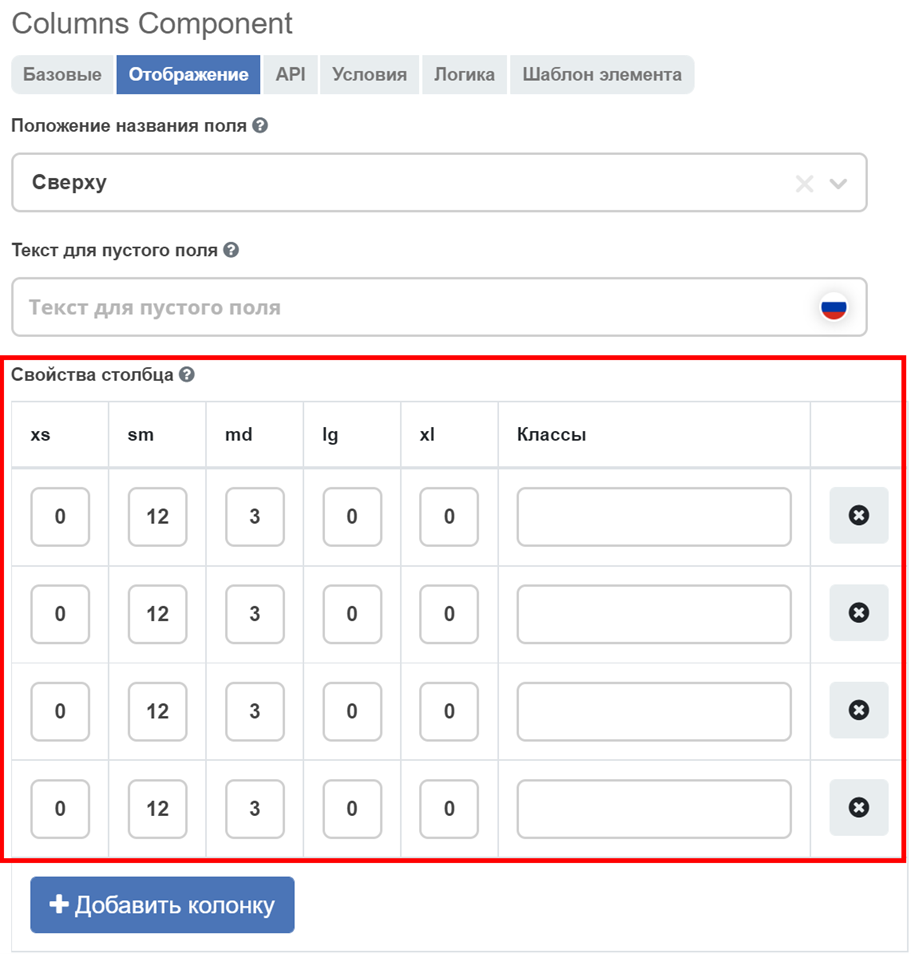 Columns Component
Базовые Отображение API Условия Логика Шаблон элемента
Положение названия поля
Сверху
Текст для пустого поля
Текст для пустого поля
Свойства столбца
xs sm md lg xl Классы
0 12 3 0 0
0 12 3 0 0
0 12 3 0 0
0 12 3 0 0
Добавить колонку